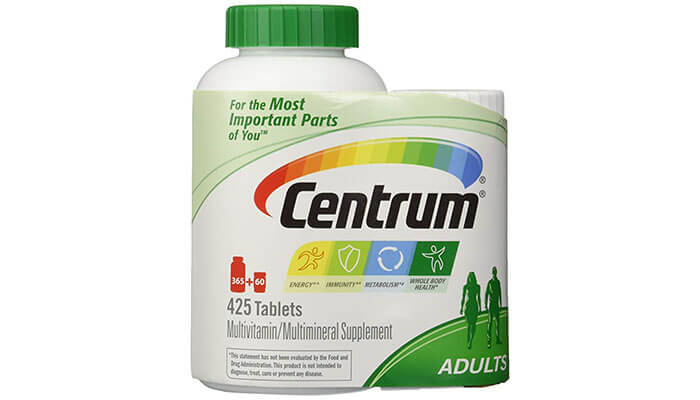 For the Most
Important Parts
of You™
Centrum®
®
ENERGY*^ IMMUNITY** METABOLISM*† WHOLE BODY
HEALTH*
365+60
425 Tablets
Multivitamin/Multimineral Supplement
*This statement has not been evaluated by the Food and
Drug Administration. This product is not intended to
diagnose, treat, cure or prevent any disease.
ADULTS